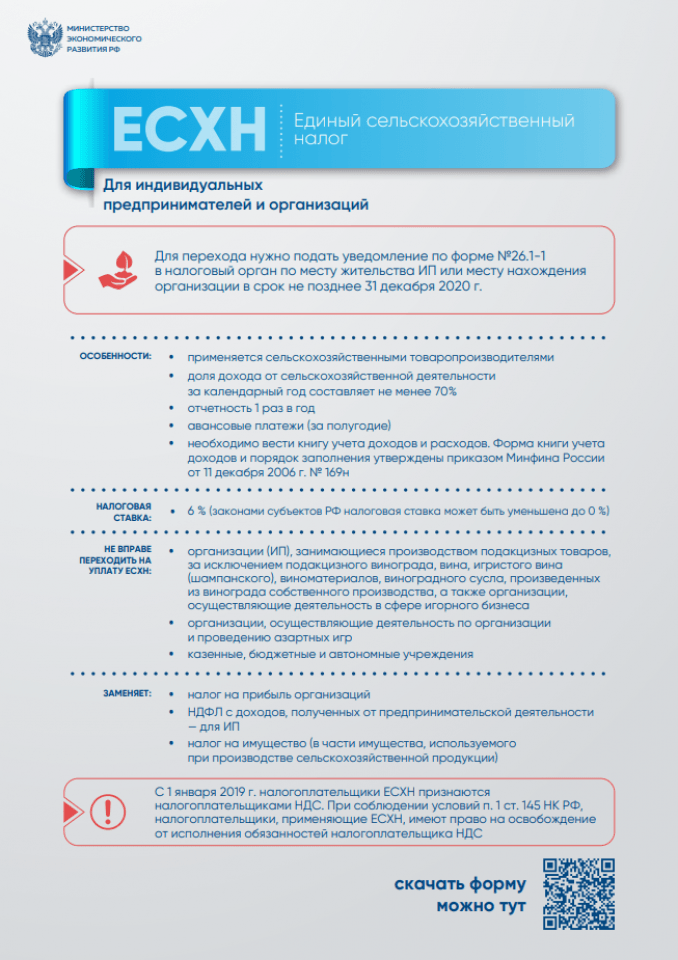 МИНИСТЕРСТВО
ЭКОНОМИЧЕСКОГО
РАЗВИТИЯ РФ
ЕСХН
Единый сельскохозяйственный
налог
Для индивидуальных
предпринимателей и организаций
Для перехода нужно подать уведомление по форме №26.1-1
в налоговый орган по месту жительства ИП или месту нахождения
организации в срок не позднее 31 декабря 2020 г.
ОСОБЕННОСТИ:
• применяется сельскохозяйственными товаропроизводителями
• доля дохода от сельскохозяйственной деятельности
за календарный год составляет не менее 70%
• отчетность 1 раз в год
• авансовые платежи (за полугодие)
• необходимо вести книгу учета доходов и расходов. Форма книги учета
доходов и порядок заполнения утверждены приказом Минфина России
от 11 декабря 2006 г. № 169н
НАЛОГОВАЯ
СТАВКА:
• 6 % (законами субъектов РФ налоговая ставка может быть уменьшена до 0 %)
НЕ ВПРАВЕ
ПЕРЕХОДИТЬ НА
УПЛАТУ ЕСХН:
• организации (ИП), занимающиеся производством подакцизных товаров,
за исключением подакцизного винограда, вина, игристого вина
(шампанского), виноматериалов, виноградного сусла, произведенных
из винограда собственного производства, а также организации,
осуществляющие деятельность в сфере игорного бизнеса
• организации, осуществляющие деятельность по организации
и проведению азартных игр
• казенные, бюджетные и автономные учреждения
ЗАМЕНЯЕТ:
• налог на прибыль организаций
• НДФЛ с доходов, полученных от предпринимательской деятельности
— для ИП
• налог на имущество (в части имущества, используемого
при производстве сельскохозяйственной продукции)
С 1 января 2019 г. налогоплательщики ЕСХН признаются
налогоплательщиками НДС. При соблюдении условий п. 1 ст. 145 НК РФ,
налогоплательщики, применяющие ЕСХН, имеют право на освобождение
от исполнения обязанностей налогоплательщика НДС
скачать форму
можно тут